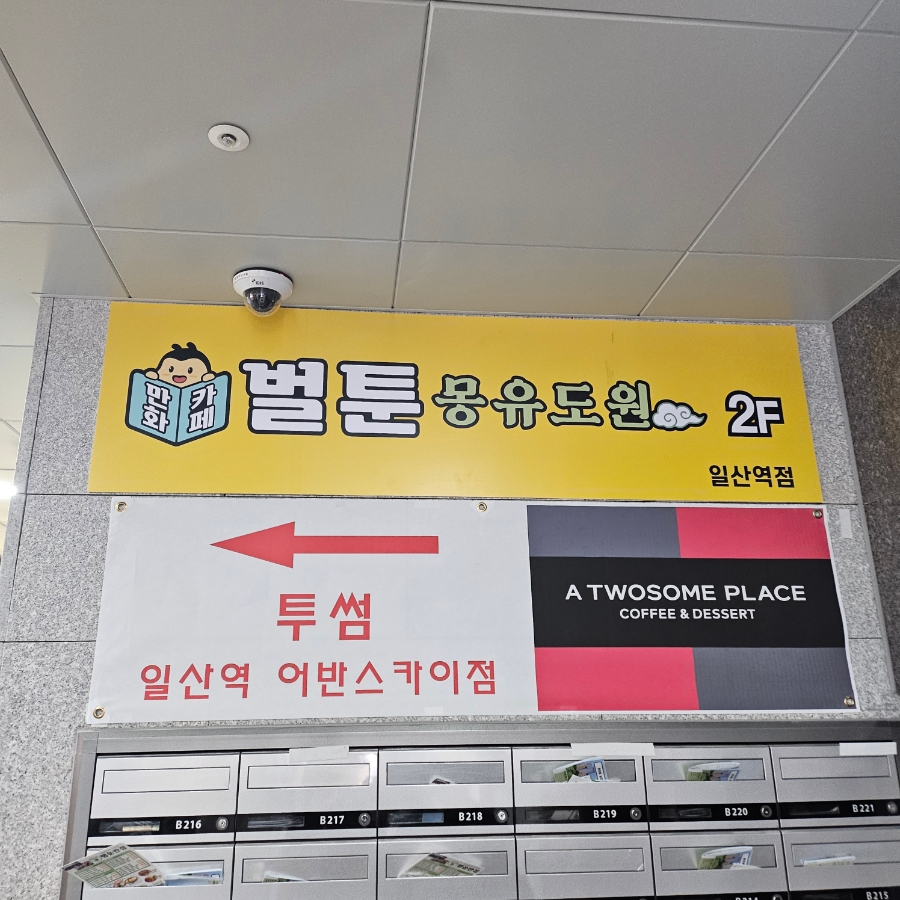 만화
카페
벌툰 몽유도원 2F
일산역점
투썸
일산역 어반스카이점
A TWOSOME PLACE
COFFEE & DESSERT
B216 B217 B218 B219 B220 B221
B215